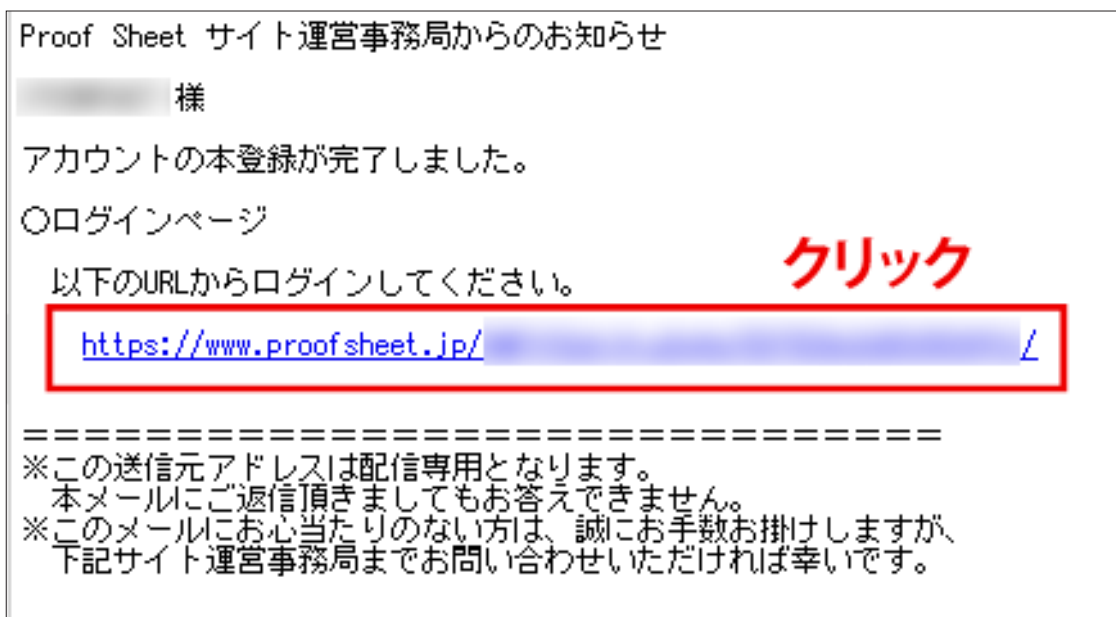 Proof Sheet サイト運営事務局からのお知らせ
様
アカウントの本登録が完了しました。
○ログインページ
クリック
以下のURLからログインしてください。
https://www.proofsheet.jp/ /
==============================
※この送信元アドレスは配信専用となります。
本メールにご返信頂きましてもお答えできません。
※このメールにお心当たりのない方は、誠にお手数お掛けしますが、
下記サイト運営事務局までお問い合わせいただければ幸いです。